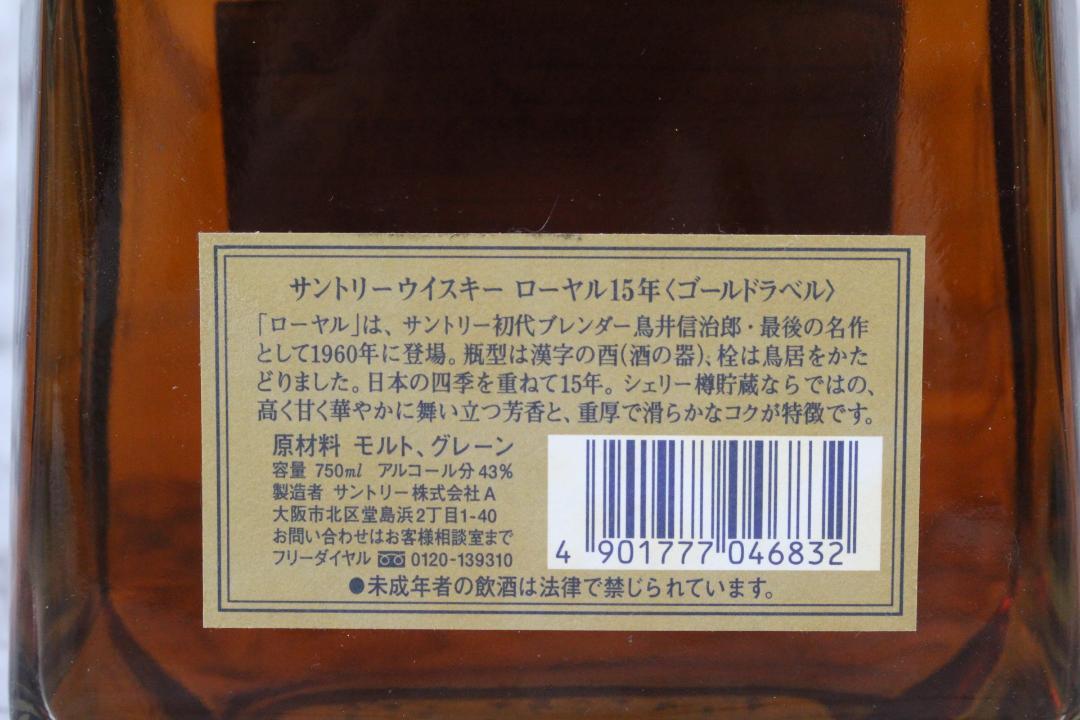 サントリーウイスキー ローヤル15年〈ゴールドラベル〉
「ローヤル」は、サントリー初代ブレンダー鳥井信治郎・最後の名作
として1960年に登場。瓶型は漢字の酉(酒の器)、栓は鳥居をかた
どりました。日本の四季を重ねて15年。シェリー樽貯蔵ならではの、
高く甘く華やかに舞い立つ芳香と、重厚で滑らかなコクが特徴です。
原材料 モルト、グレーン
容量 750ml アルコール分43%
製造者 サントリー株式会社A
大阪市北区堂島浜2丁目1-40
お問い合わせはお客様相談室まで
フリーダイヤル 0120-139310
4 901777 046832
●未成年者の飲酒は法律で禁じられています。